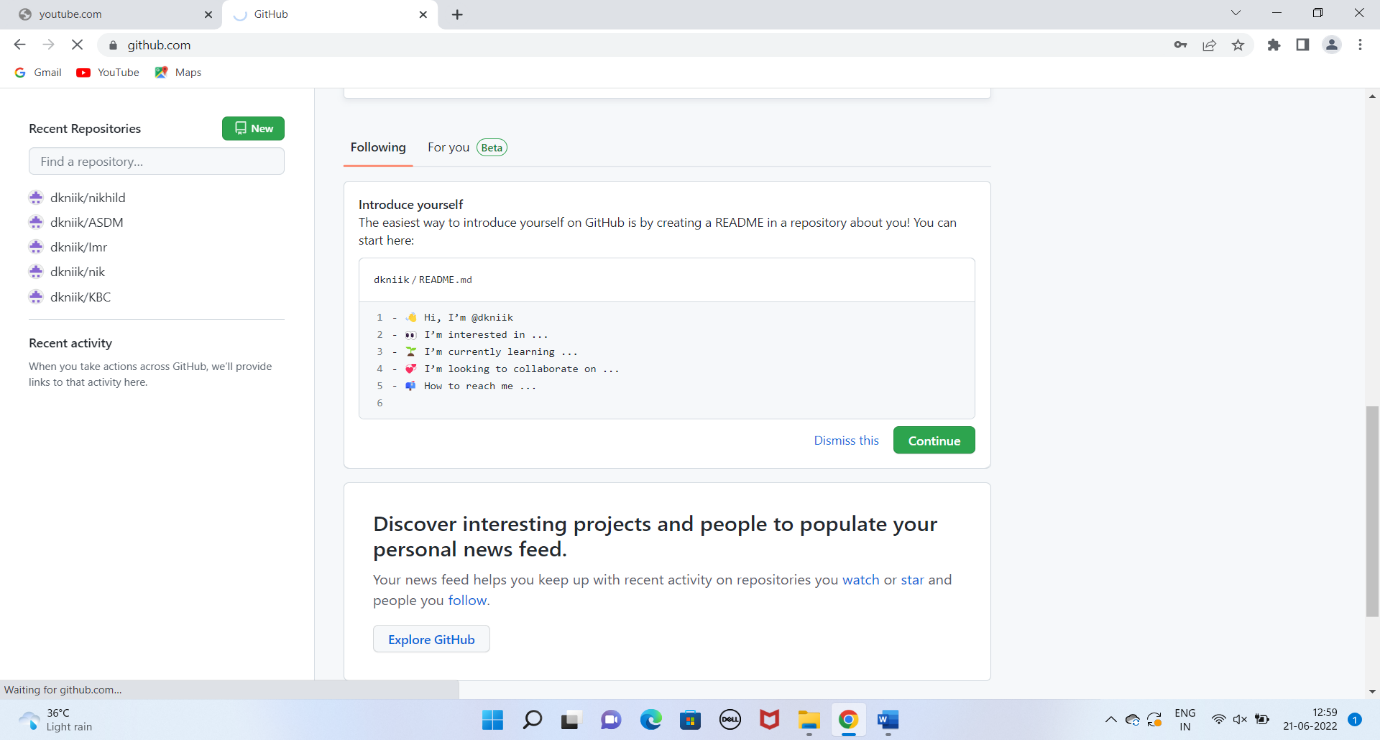 youtube.com
GitHub
github.com
Gmail
YouTube
Maps
Recent Repositories
New
Find a repository...
dkniik/nikhild
dkniik/ASDM
dkniik/lmr
dkniik/nik
dkniik/KBC
Recent activity
When you take actions across GitHub, we'll provide
links to that activity here.
Following
For you Beta
Introduce yourself
The easiest way to introduce yourself on GitHub is by creating a README in a repository about you! You can
start here:
dkniik / README.md
1 - 👋 Hi, I’m @dkniik
2 - 👀 I’m interested in ...
3 - 🌱 I’m currently learning ...
4 - 💞️ I’m looking to collaborate on ...
5 - 📫 How to reach me ...
6
Dismiss this
Continue
Discover interesting projects and people to populate your
personal news feed.
Your news feed helps you keep up with recent activity on repositories you watch or star and
people you follow.
Explore GitHub
Waiting for github.com...
36°C
Light rain
DELL
W
ENG
IN
12:59
21-06-2022
1